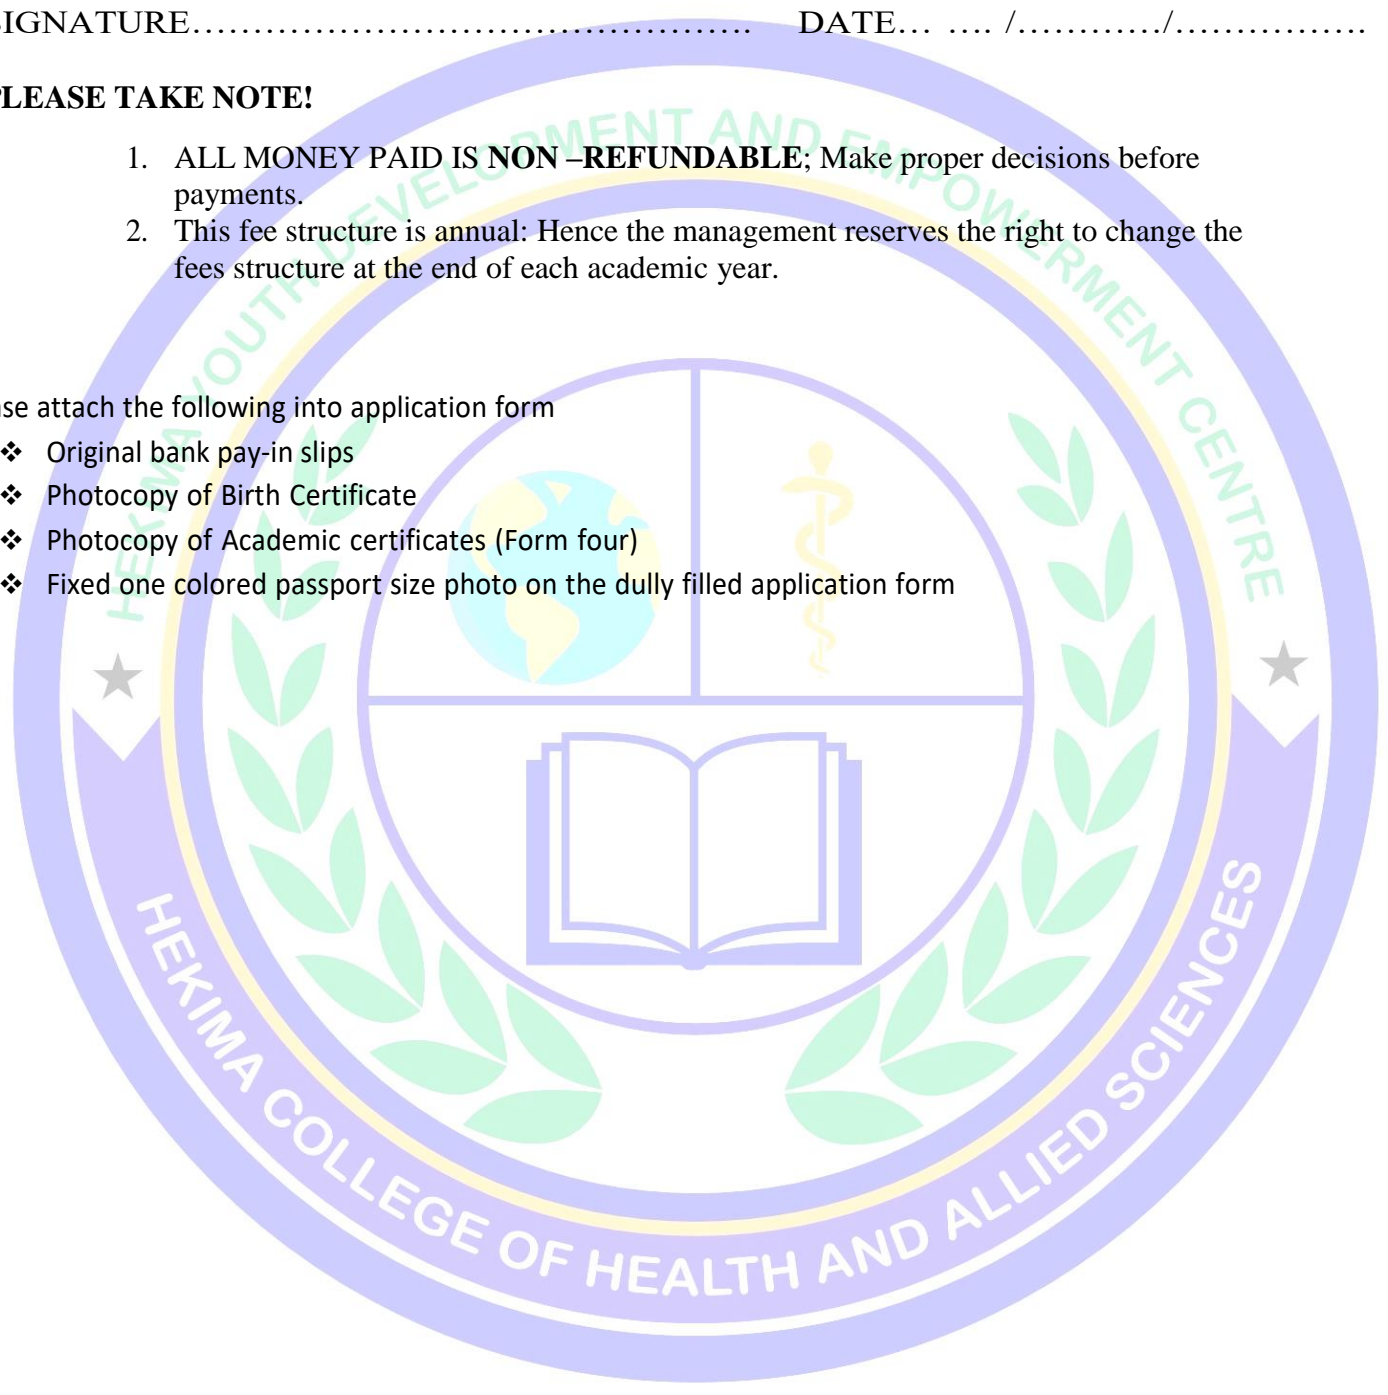 SIGNATURE………………………………………. DATE… …. /…………/…………….
PLEASE TAKE NOTE!
1. ALL MONEY PAID IS NON –REFUNDABLE; Make proper decisions before
payments.
2. This fee structure is annual: Hence the management reserves the right to change the
fees structure at the end of each academic year.
ase attach the following into application form
❖ Original bank pay-in slips
❖ Photocopy of Birth Certificate
❖ Photocopy of Academic certificates (Form four)
❖ Fixed one colored passport size photo on the dully filled application form
HEKIMA YOUTH DEVELOPMENT AND EMPOWERMENT CENTRE
HEKIMA COLLEGE OF HEALTH AND ALLIED SCIENCES